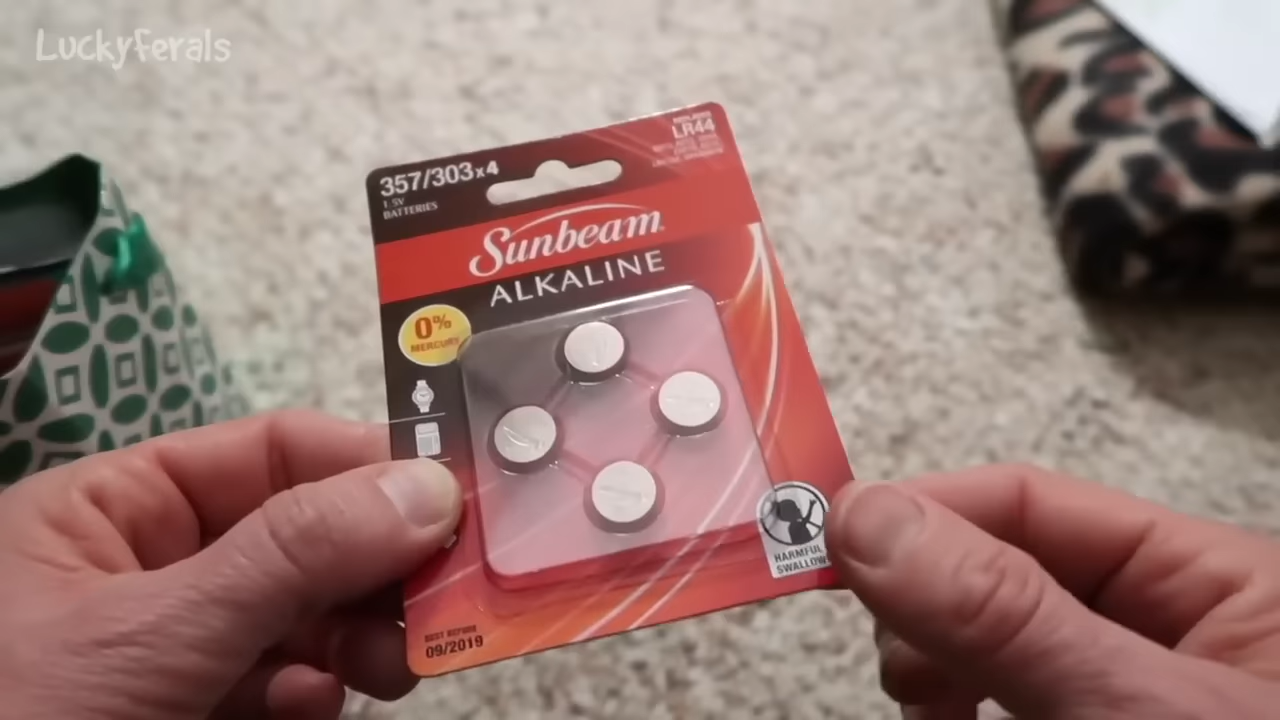 LuckyFerals
357/303x4
1.5V
BATTERIES
LR44
Sunbeam
ALKALINE
0%
MERCURY
HARMFUL
SWALLOW
BEST BEFORE
09/2019